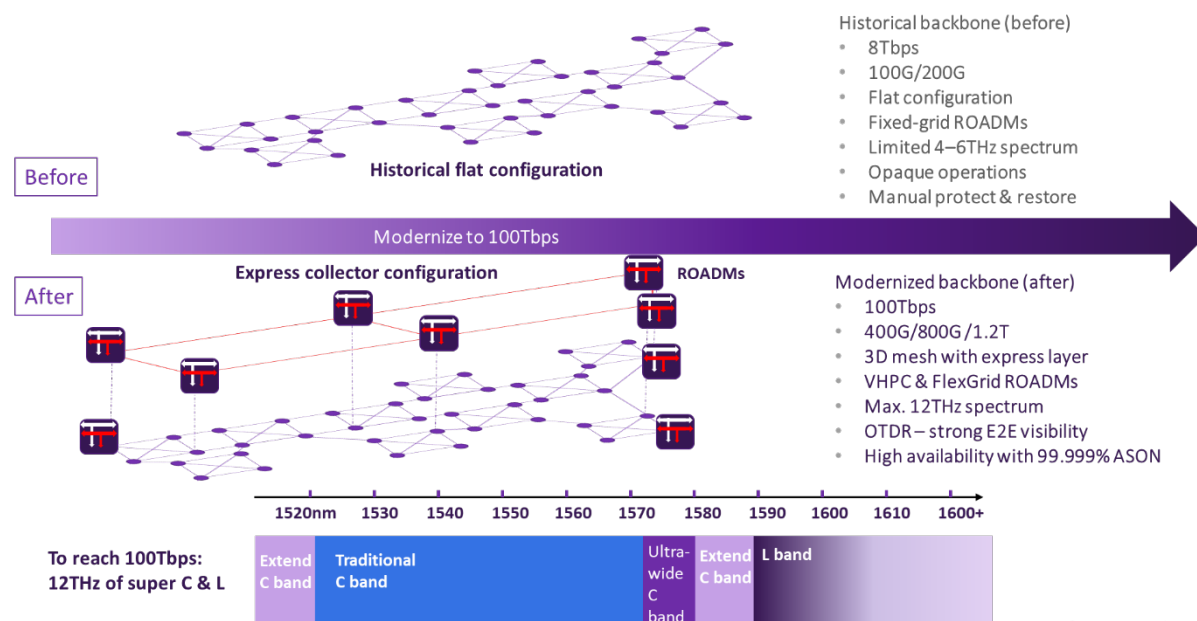 Historical backbone (before)
• 8Tbps
• 100G/200G
• Flat configuration
• Fixed-grid ROADMs
• Limited 4–6THz spectrum
• Opaque operations
• Manual protect & restore
Historical flat configuration
Before
Modernize to 100Tbps
Express collector configuration
ROADMs
After
Modernized backbone (after)
• 100Tbps
• 400G/800G/1.2T
• 3D mesh with express layer
• VHPC & FlexGrid ROADMs
• Max. 12THz spectrum
• OTDR – strong E2E visibility
• High availability with 99.999% ASON
1520nm 1530 1540 1550 1560 1570 1580 1590 1600 1610 1600+
To reach 100Tbps:
12THz of super C & L
Extend
C band
Traditional
C band
Ultra-
wide
C
band
Extend
C band
L band